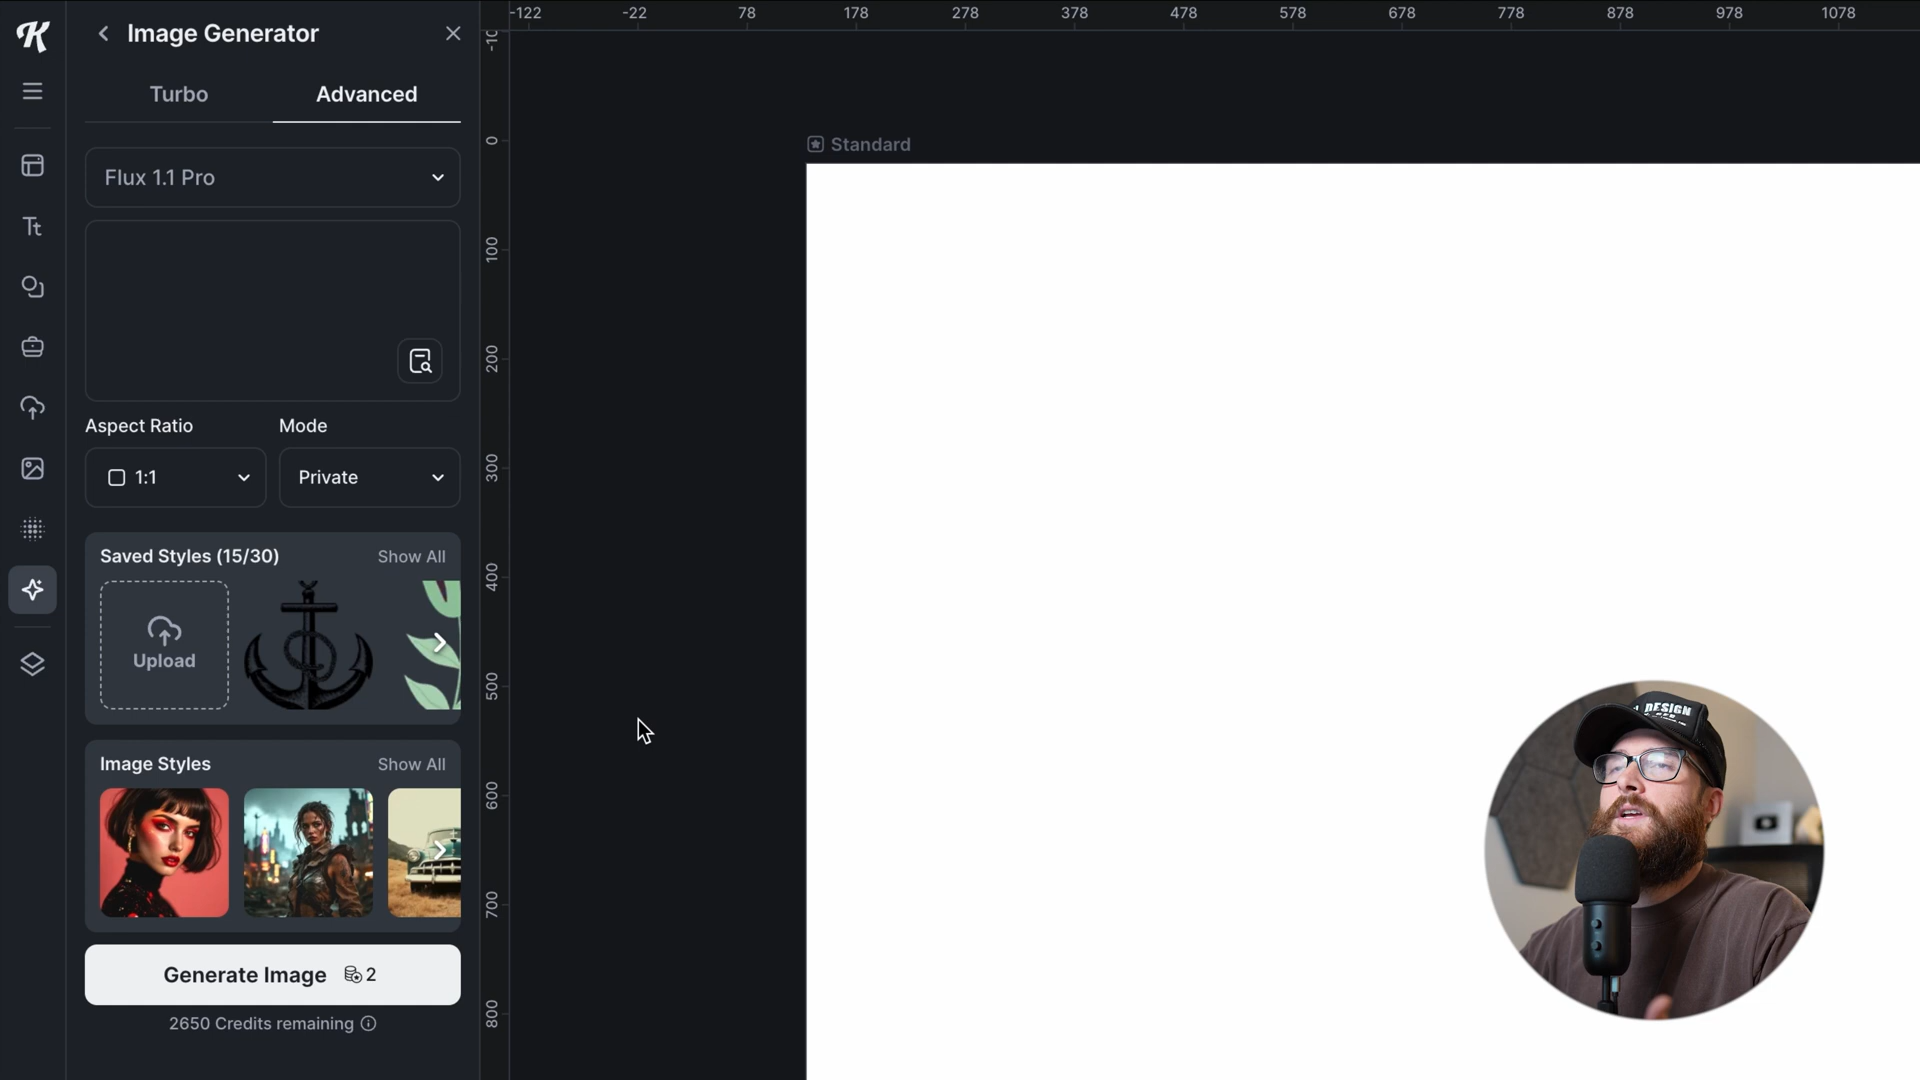 Image Generator
Turbo
Advanced
Flux 1.1 Pro
Aspect Ratio
Mode
1:1
Private
Saved Styles (15/30)
Show All
Upload
Image Styles
Show All
Generate Image 2
2650 Credits remaining
-122 -22 78 178 278 378 478 578 678 778 878 978 1078
0
100
200
300
400
500
600
700
800
Standard
DESIGN